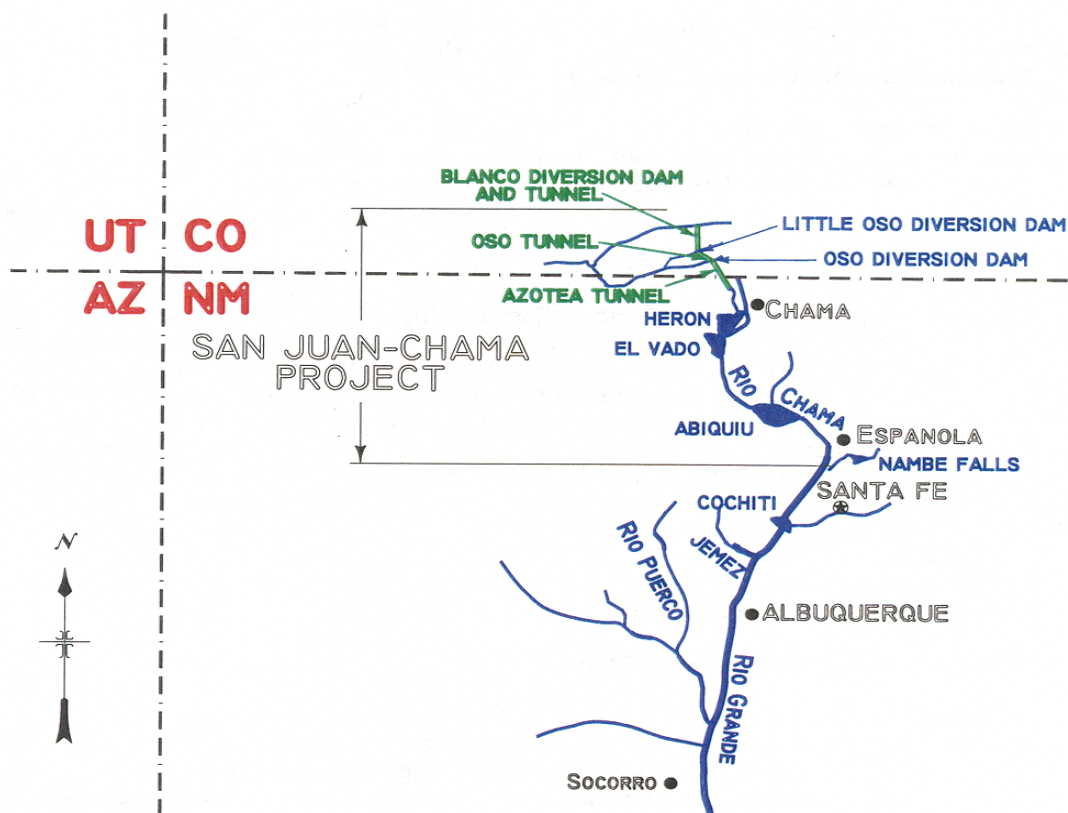 BLANCO DIVERSION DAM
AND TUNNEL
LITTLE OSO DIVERSION DAM
UT CO
OSO TUNNEL
OSO DIVERSION DAM
AZ NM
AZOTEA TUNNEL
CHAMA
HERON
EL VADO
SAN JUAN-CHAMA
PROJECT
RIO CHAMA
ABIQUIU
ESPANOLA
NAMBE FALLS
SANTA FE
COCHITI
N
JEMEZ
RIO PUERCO
ALBUQUERQUE
RIO GRANDE
SOCORRO